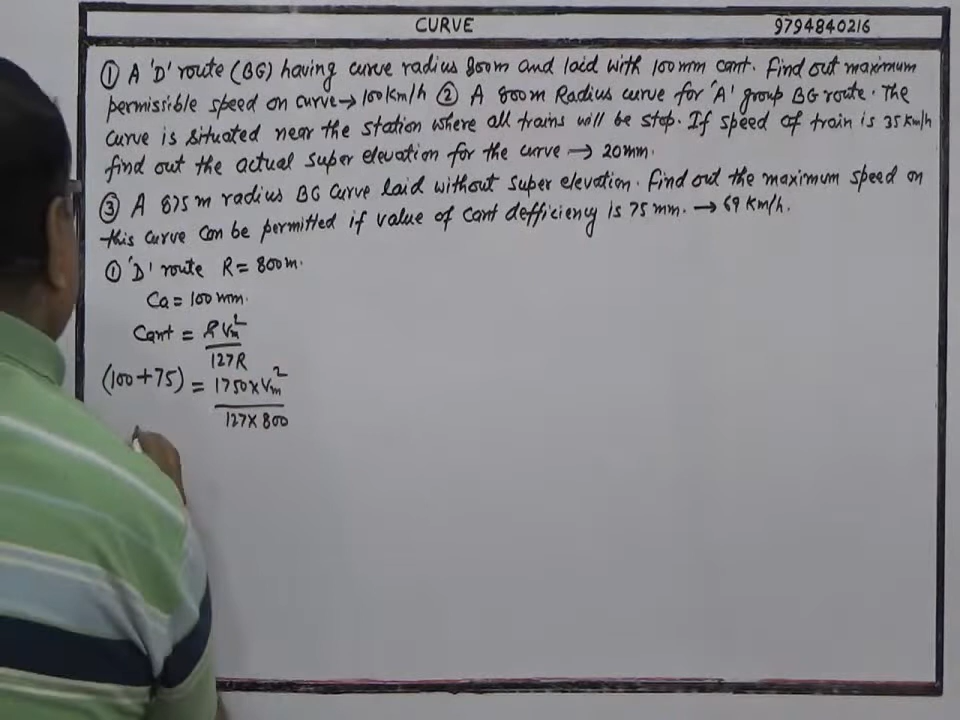 CURVE 9794840216
① A 'D' route (BG) having curve radius 800m and laid with 100mm cant. Find out maximum
permissible speed on curve → 100 km/h ② A 800m Radius curve for 'A' group BG route. The
curve is situated near the station where all trains will be stop. If speed of train is 35 km/h
find out the actual super elevation for the curve → 20mm.
③ A 875 m radius BG curve laid without super elevation. Find out the maximum speed on
this curve can be permitted if value of cant defficiency is 75 mm. → 69 km/h.
① 'D' route R = 800m.
Ca = 100 mm.
Cant = Vm²
127R
(100+75) = 1750×Vm²
127×800